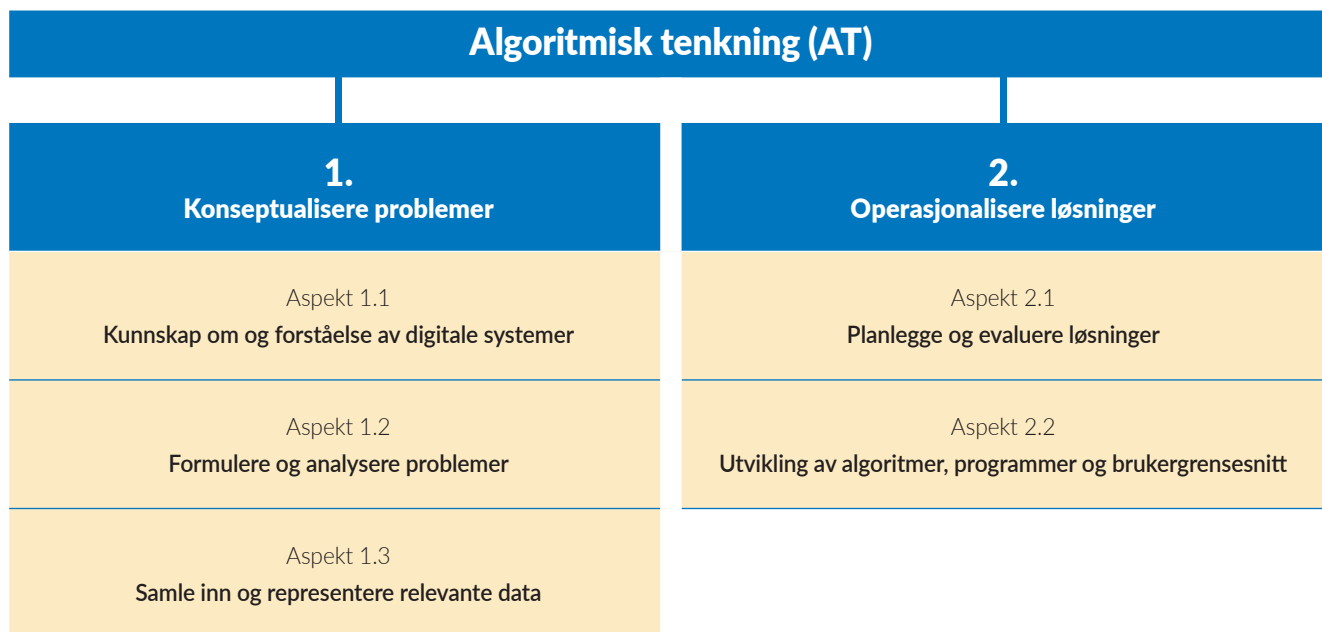 Algoritmisk tenkning (AT)
1.
Konseptualisere problemer
Aspekt 1.1
Kunnskap om og forståelse av digitale systemer
Aspekt 1.2
Formulere og analysere problemer
Aspekt 1.3
Samle inn og representere relevante data
2.
Operasjonalisere løsninger
Aspekt 2.1
Planlegge og evaluere løsninger
Aspekt 2.2
Utvikling av algoritmer, programmer og brukergrensesnitt